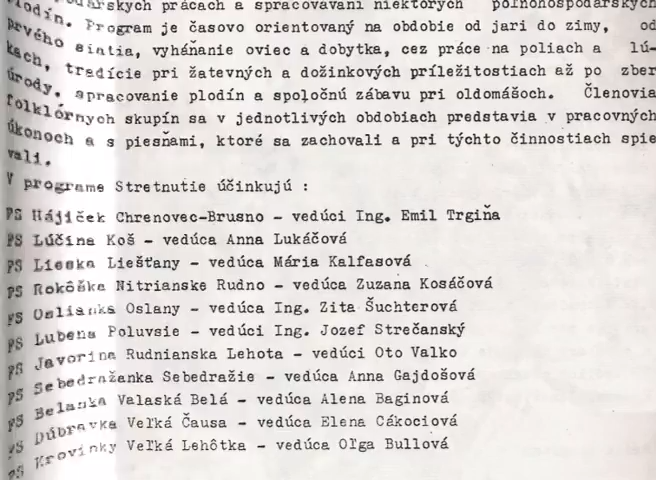 prácach a spracovávaní niektorých poľnohospodárskych
plodín. Program je časovo orientovaný na obdobie od jari do zimy, od
prvého siatia, vyháňanie oviec a dobytka, cez práce na poliach a lú-
kach, tradície pri žatevných a dožinkových príležitostiach až po zber
úrody, spracovanie plodín a spoločnú zábavu pri oldomášoch. Členovia
folklórnych skupín sa v jednotlivých obdobiach predstavia v pracovných
úkonoch a s piesňami, ktoré sa zachovali a pri týchto činnostiach spie
vali.
V programe Stretnutie účinkujú :
FS Hájiček Chrenovec-Brusno - vedúci Ing. Emil Trgiňa
FS Lúčina Koš - vedúca Anna Lukáčová
FS Lieska Liešťany - vedúca Mária Kalfasová
FS Rokôška Nitrianske Rudno - vedúca Zuzana Kosáčová
FS Oslianka Oslany - vedúca Ing. Zita Šuchterová
FS Lubena Poluvsie - vedúci Ing. Jozef Strečanský
FS Javorina Rudnianska Lehota - vedúci Oto Valko
FS Sebedražanka Sebedražie - vedúca Anna Gajdošová
FS Belanka Valaská Belá - vedúca Alena Baginová
FS Dúbravka Veľká Čausa - vedúca Elena Cákociová
FS Krovinky Veľká Lehôtka - vedúca Oľga Bullová